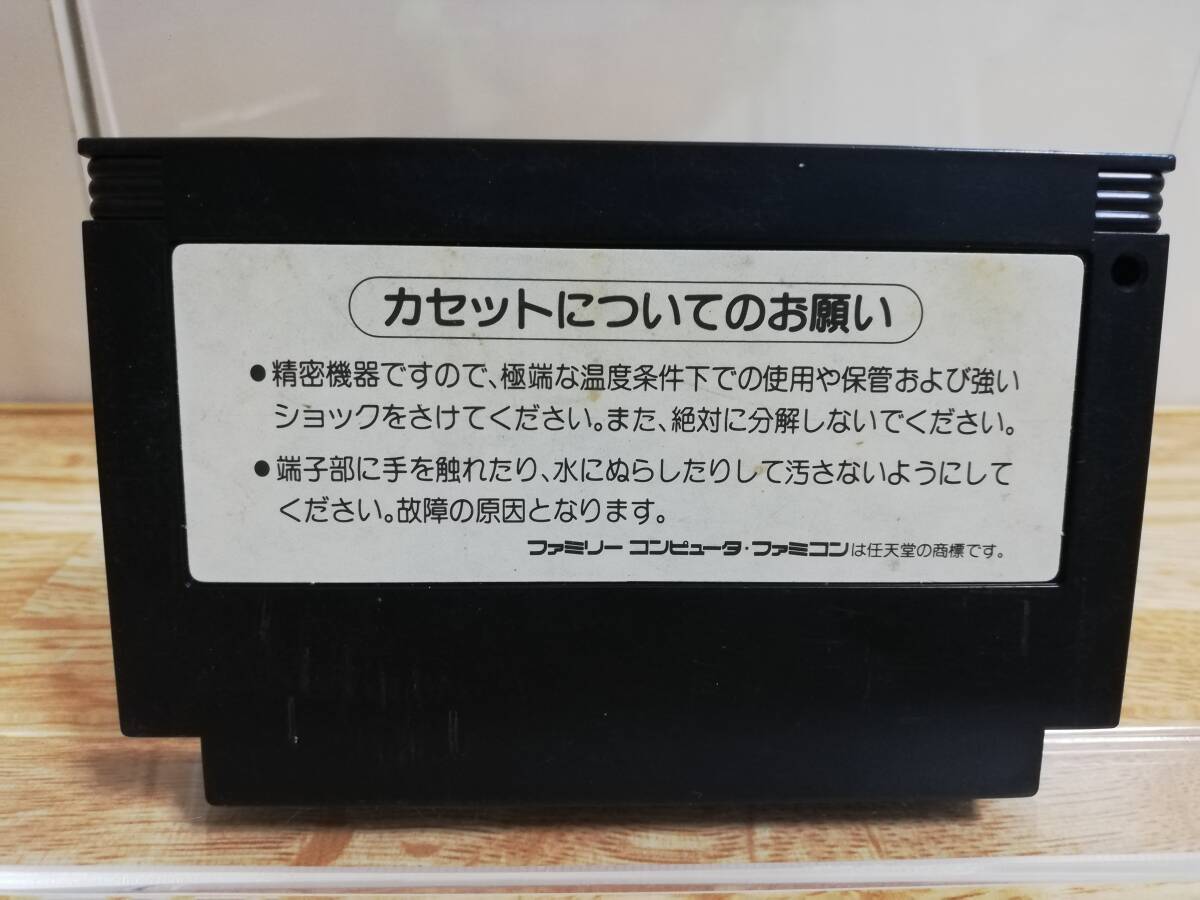 カセットについてのお願い
●精密機器ですので、極端な温度条件下での使用や保管および強い
ショックをさけてください。また、絶対に分解しないでください。
●端子部に手を触れたり、水にぬらしたりして汚さないようにして
ください。故障の原因となります。
ファミリー コンピュータ・ファミコンは任天堂の商標です。